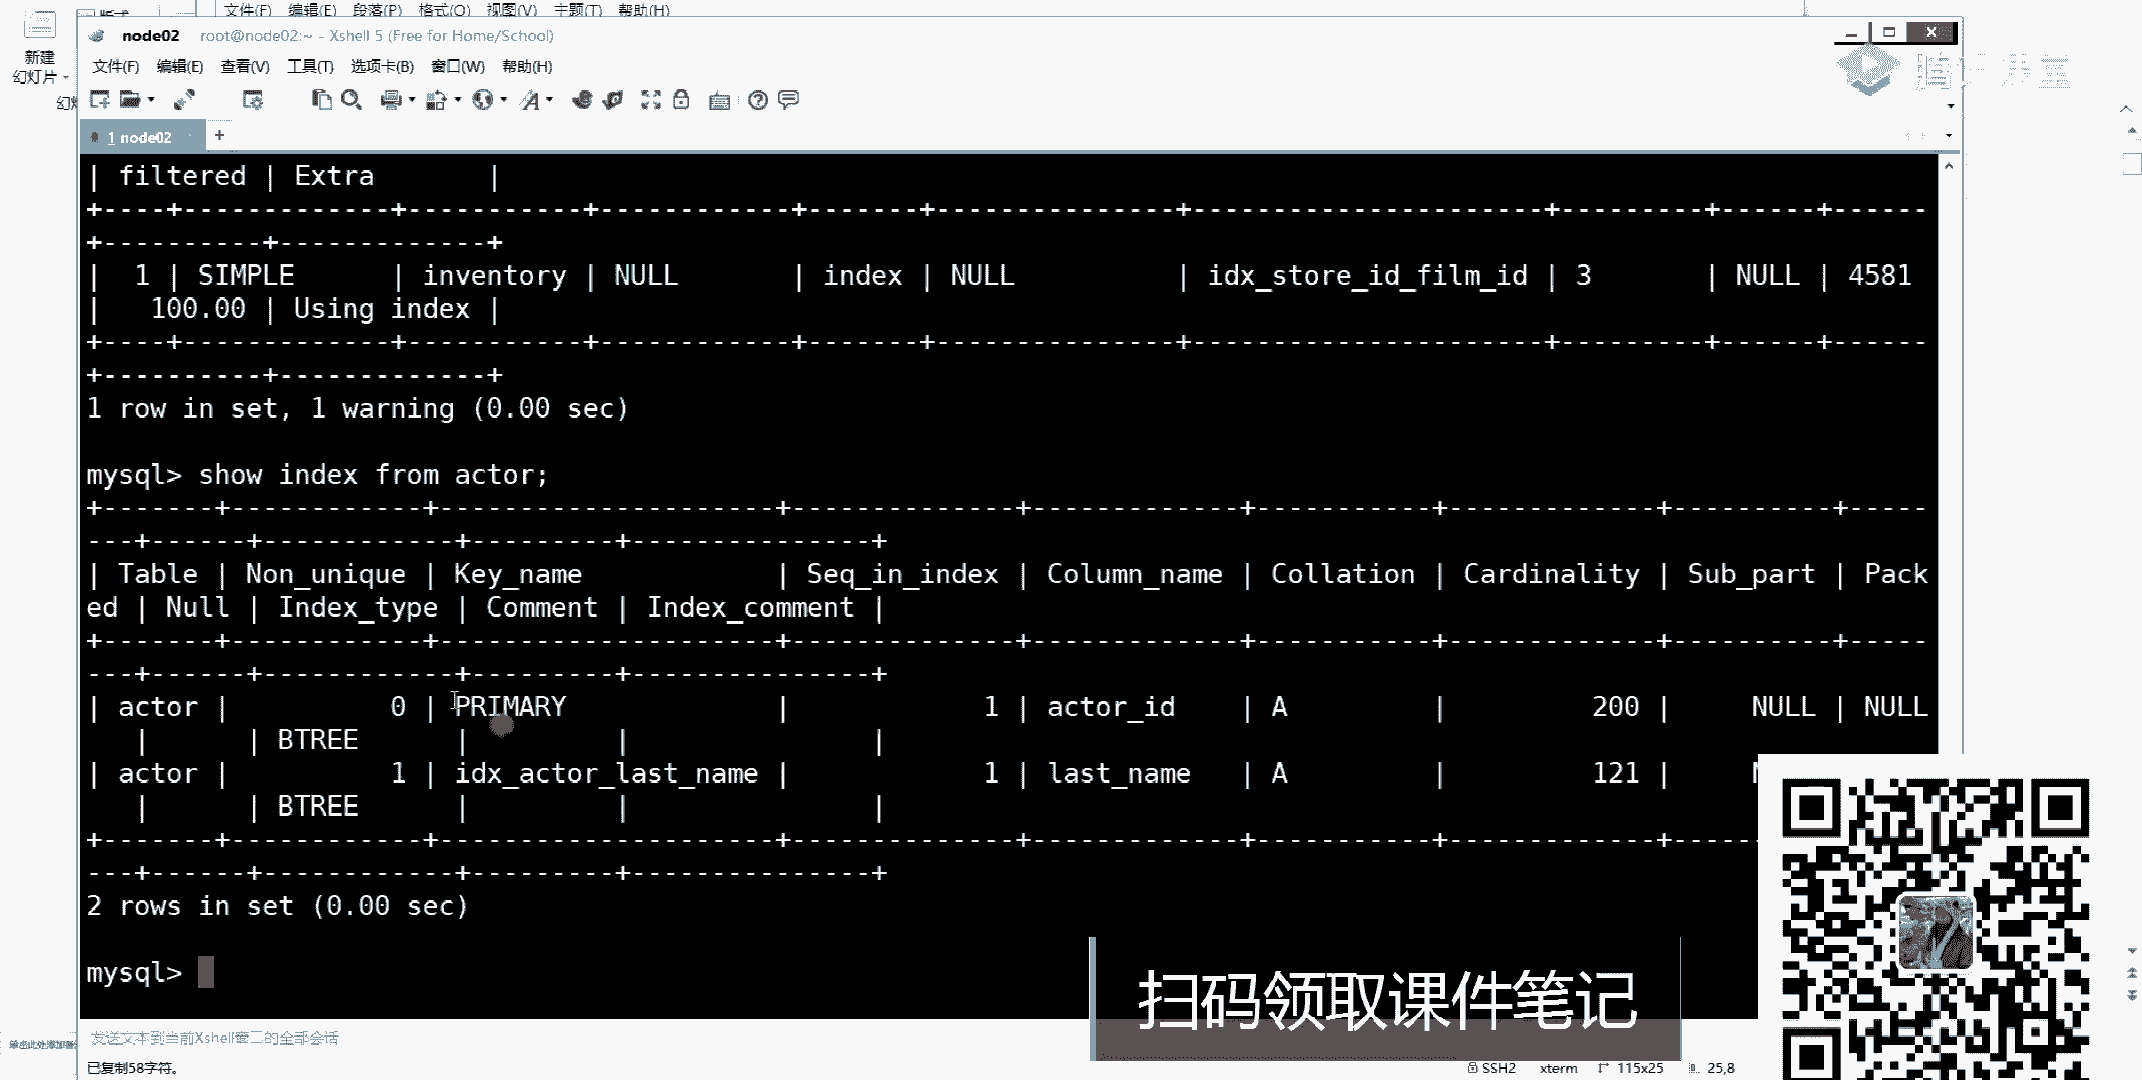 文件(F) 编辑(E) 段落(P) 格式(O) 视图(V) 主题(T) 帮助(H)
新建
幻灯片
node02 root@node02:~ - Xshell 5 (Free for Home/School)
文件(F) 编辑(E) 查看(V) 工具(T) 选项卡(B) 窗口(W) 帮助(H)
1 node02 +
| filtered | Extra       |
+----+-------------+-----------+------------+-------+---------------+----------------------+---------+------+------
+----------+-------------+
|  1 | SIMPLE      | inventory | NULL       | index | NULL          | idx_store_id_film_id | 3       | NULL | 4581
|   100.00 | Using index |
+----+-------------+-----------+------------+-------+---------------+----------------------+---------+------+------
+----------+-------------+
1 row in set, 1 warning (0.00 sec)
mysql> show index from actor;
+-------+------------+---------------------+--------------+-------------+-----------+-------------+----------+-----
---+------+------------+---------+---------------+
| Table | Non_unique | Key_name            | Seq_in_index | Column_name | Collation | Cardinality | Sub_part | Pack
ed | Null | Index_type | Comment | Index_comment |
+-------+------------+---------------------+--------------+-------------+-----------+-------------+----------+-----
---+------+------------+---------+---------------+
| actor |          0 | PRIMARY             |            1 | actor_id    | A         |         200 |     NULL | NULL
   |      | BTREE      |         |               |
| actor |          1 | idx_actor_last_name |            1 | last_name   | A         |         121 |
   |      | BTREE      |         |               |
+-------+------------+---------------------+--------------+-------------+-----------+-------------+-----
---+------+------------+---------+---------------+
2 rows in set (0.00 sec)
mysql>
扫码领取课件笔记
发送文本到当前Xshell窗口的全部会话
已复制58字符。
SSH2 xterm 115x25 25,8